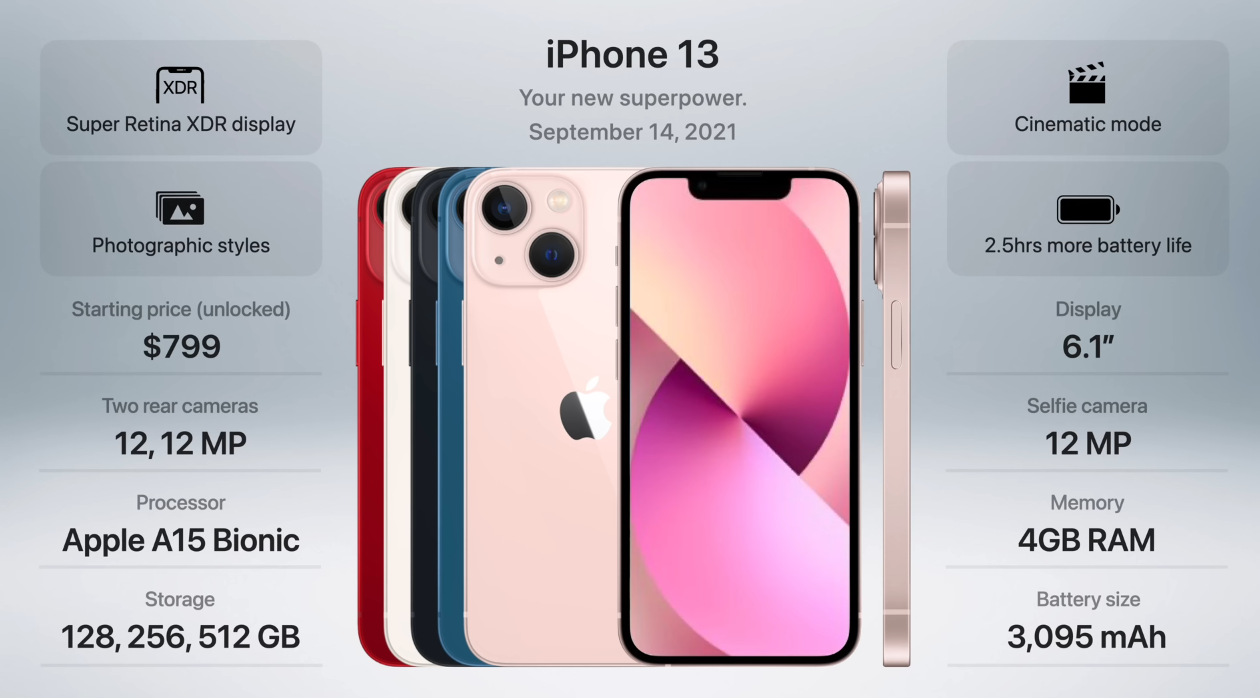 iPhone 13
Your new superpower.
September 14, 2021
XDR
Super Retina XDR display
Photographic styles
Starting price (unlocked)
$799
Two rear cameras
12, 12 MP
Processor
Apple A15 Bionic
Storage
128, 256, 512 GB
Cinematic mode
2.5hrs more battery life
Display
6.1”
Selfie camera
12 MP
Memory
4GB RAM
Battery size
3,095 mAh